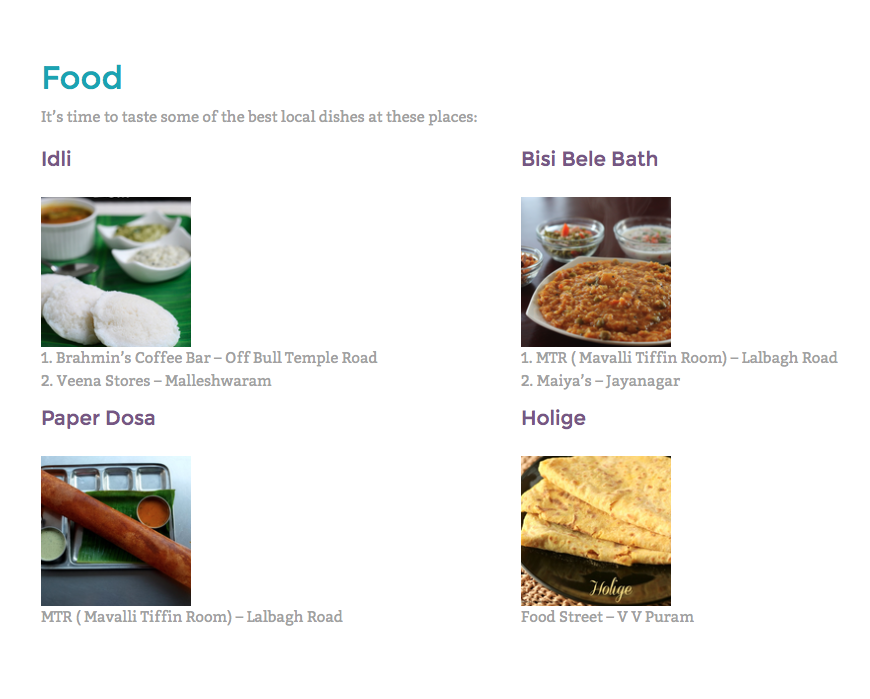 Food
It's time to taste some of the best local dishes at these places:
Idli
1. Brahmin's Coffee Bar – Off Bull Temple Road
2. Veena Stores – Malleshwaram
Bisi Bele Bath
1. MTR ( Mavalli Tiffin Room) – Lalbagh Road
2. Maiya's – Jayanagar
Paper Dosa
MTR ( Mavalli Tiffin Room) – Lalbagh Road
Holige
Holige
Food Street – V V Puram